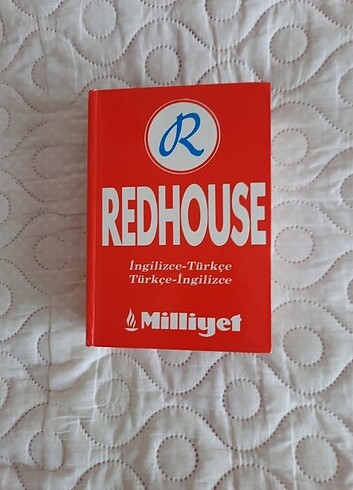 R
REDHOUSE
İngilizce-Türkçe
Türkçe-İngilizce
Milliyet